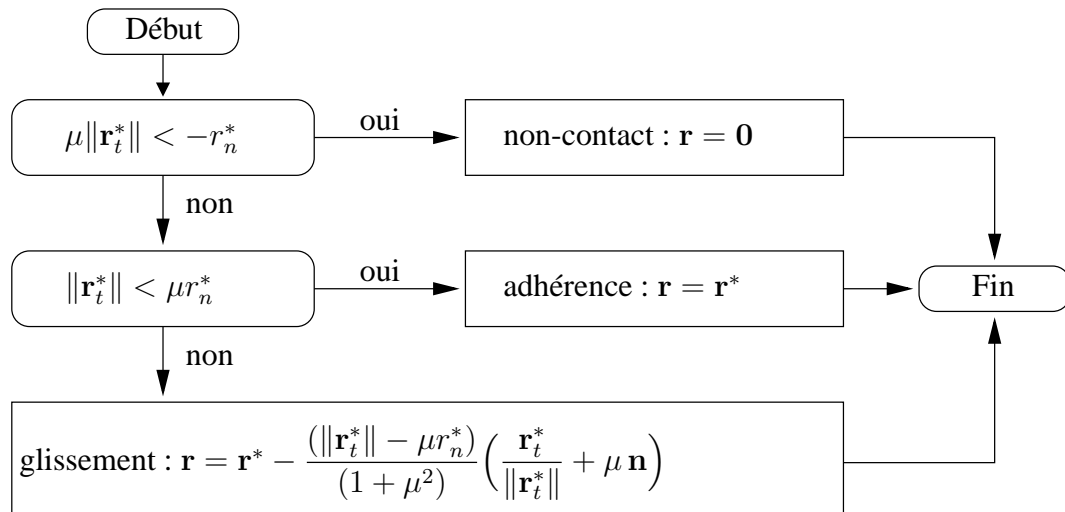 Début
μ‖r*_t‖ < −r*_n
oui
non-contact : r = 0
non
‖r*_t‖ < μr*_n
oui
adhérence : r = r*
Fin
non
glissement : r = r* − (‖r*_t‖ − μr*_n)/(1 + μ²) (r*_t/‖r*_t‖ + μ n)